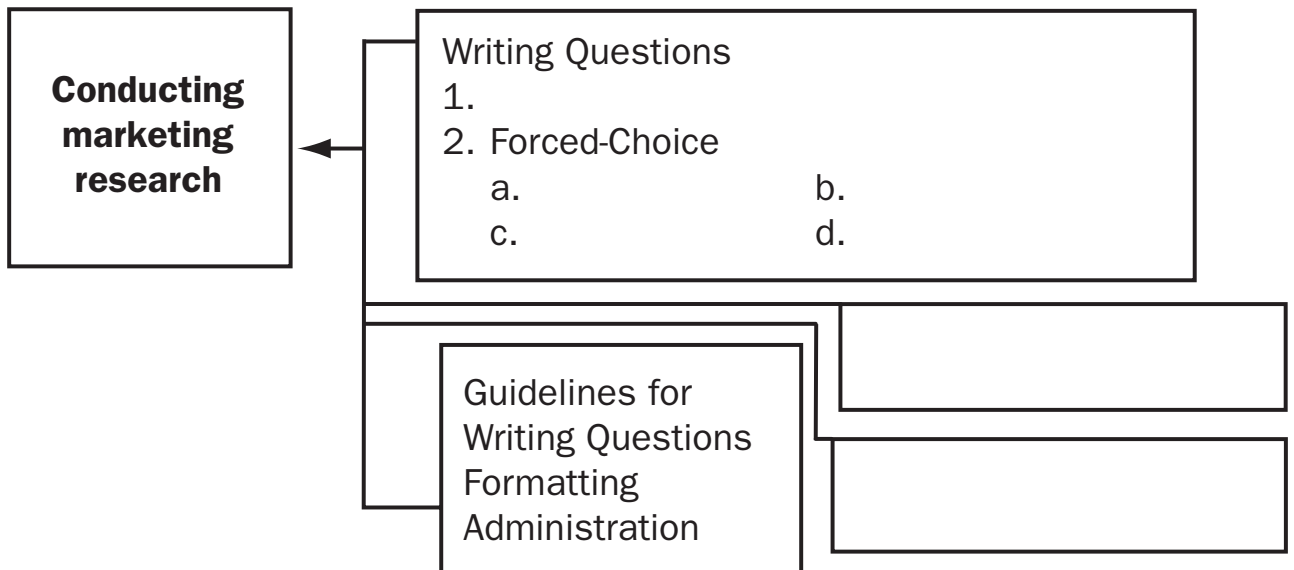 Conducting
marketing
research
Writing Questions
1.
2. Forced-Choice
a. b.
c. d.
Guidelines for
Writing Questions
Formatting
Administration